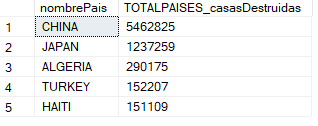 nombrePais TOTALPAISES_casasDestruidas
1 CHINA 5462825
2 JAPAN 1237259
3 ALGERIA 290175
4 TURKEY 152207
5 HAITI 151109